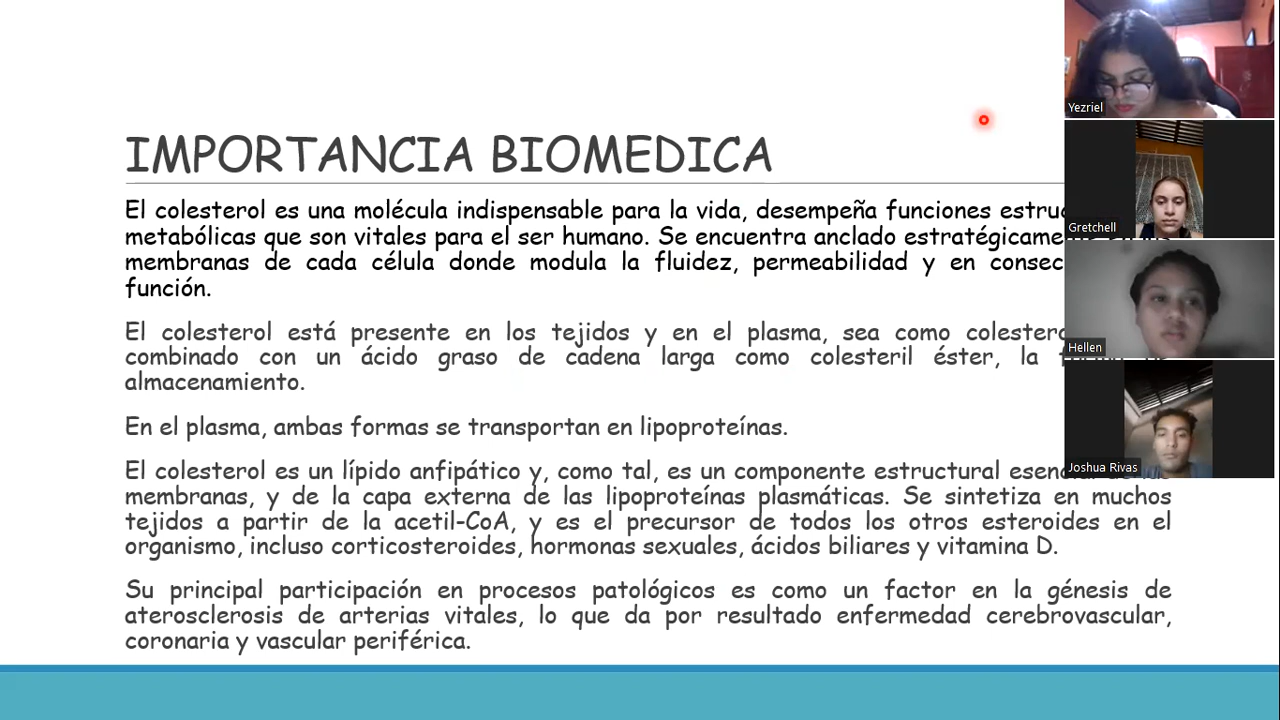 IMPORTANCIA BIOMEDICA
El colesterol es una molécula indispensable para la vida, desempeña funciones
metabólicas que son vitales para el ser humano. Se encuentra anclado
membranas de cada célula donde modula la fluidez, permeabilidad y en
función.
El colesterol está presente en los tejidos y en el plasma, sea como
combinado con un ácido graso de cadena larga como colesteril éster, la
almacenamiento.
En el plasma, ambas formas se transportan en lipoproteínas.
El colesterol es un lípido anfipático y, como tal, es un componente estructural
membranas, y de la capa externa de las lipoproteínas plasmáticas. Se sintetiza en muchos
tejidos a partir de la acetil-CoA, y es el precursor de todos los otros esteroides en el
organismo, incluso corticosteroides, hormonas sexuales, ácidos biliares y vitamina D.
Su principal participación en procesos patológicos es como un factor en la génesis de
aterosclerosis de arterias vitales, lo que da por resultado enfermedad cerebrovascular,
coronaria y vascular periférica.
Yezriel
Gretchell
Hellen
Joshua Rivas